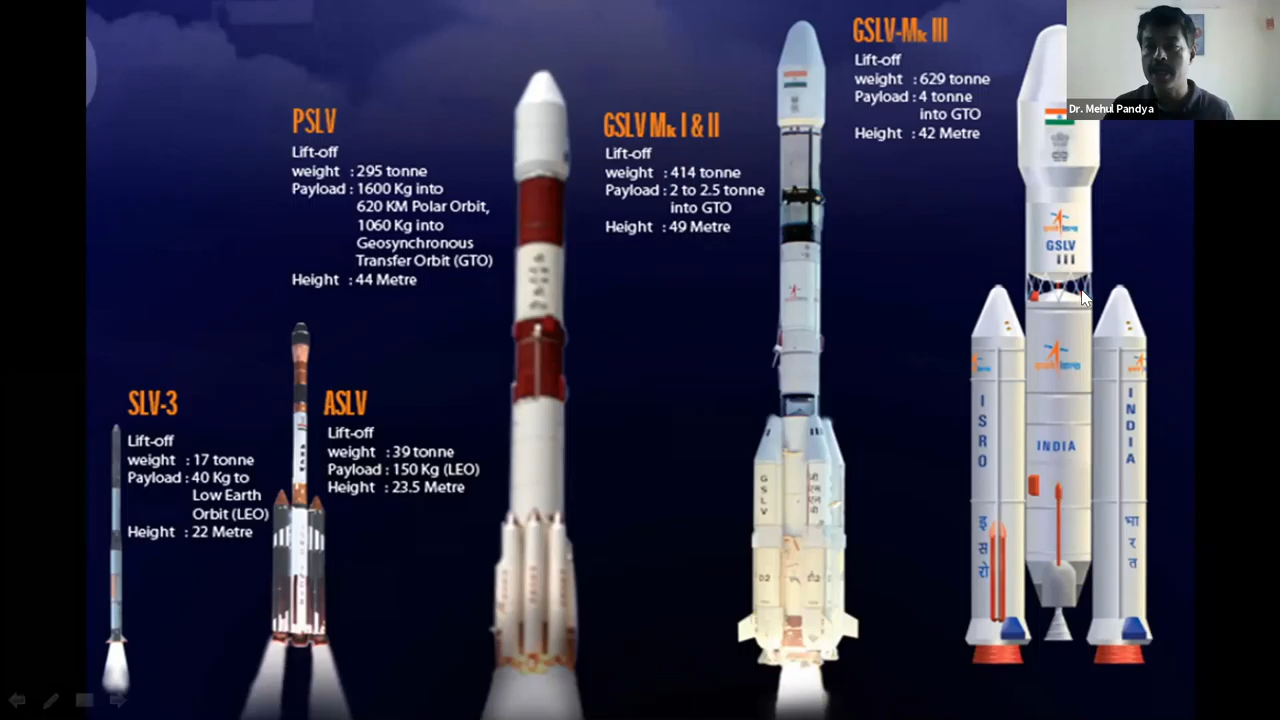 SLV-3
Lift-off
weight : 17 tonne
Payload : 40 Kg to
Low Earth
Orbit (LEO)
Height : 22 Metre
ASLV
Lift-off
weight : 39 tonne
Payload : 150 Kg (LEO)
Height : 23.5 Metre
PSLV
Lift-off
weight : 295 tonne
Payload : 1600 Kg into
620 KM Polar Orbit,
1060 Kg into
Geosynchronous
Transfer Orbit (GTO)
Height : 44 Metre
GSLV Mk I & II
Lift-off
weight : 414 tonne
Payload : 2 to 2.5 tonne
into GTO
Height : 49 Metre
GSLV
GSLV-Mk III
Lift-off
weight : 629 tonne
Payload : 4 tonne
into GTO
Height : 42 Metre
GSLV
III
ISRO
इसरो
INDIA
INDIA
भारत
Dr. Mehul Pandya